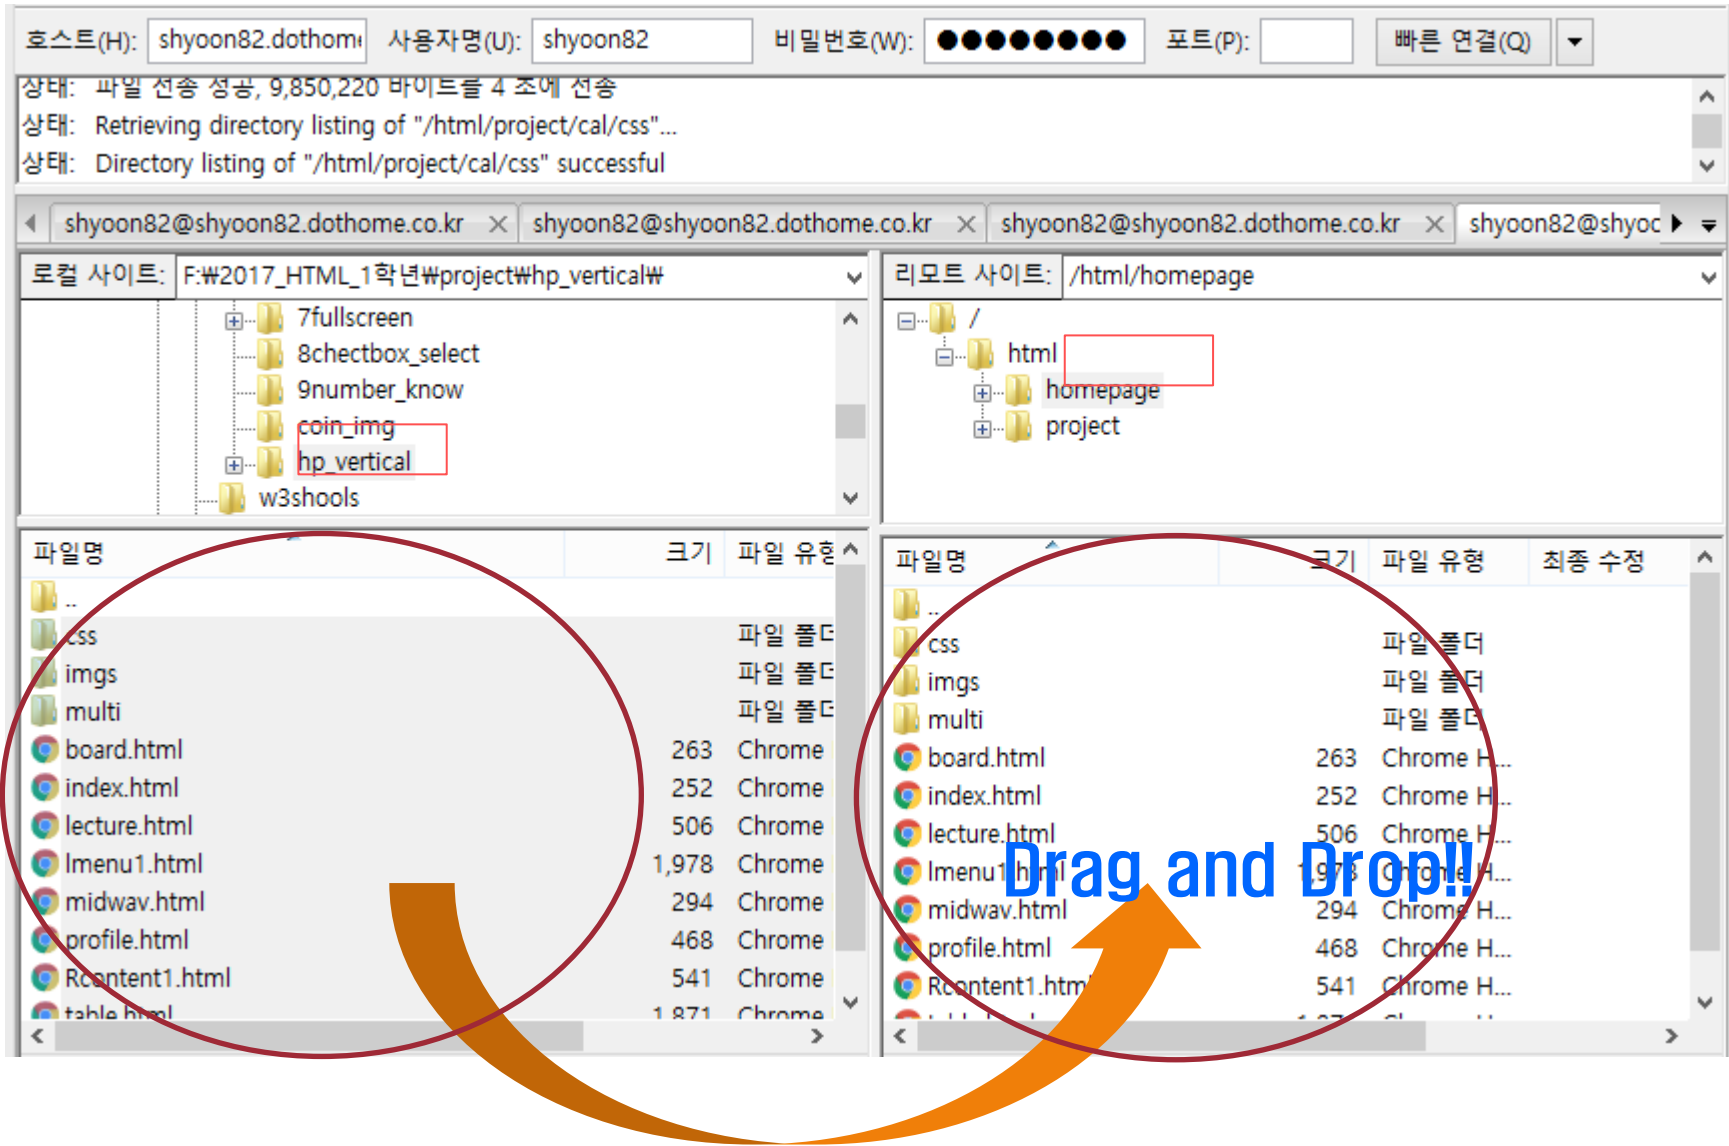 호스트(H): shyoon82.dothom 사용자명(U): shyoon82 비밀번호(W): ●●●●●●●● 포트(P): 빠른 연결(Q)
상태: 파일 전송 성공, 9,850,220 바이트를 4 초에 전송
상태: Retrieving directory listing of "/html/project/cal/css"...
상태: Directory listing of "/html/project/cal/css" successful
shyoon82@shyoon82.dothome.co.kr shyoon82@shyoon82.dothome.co.kr shyoon82@shyoon82.dothome.co.kr shyoon82@shyoo
로컬 사이트: F:₩2017_HTML_1학년₩project₩hp_vertical₩
7fullscreen
8chectbox_select
9number_know
coin_img
hp_vertical
w3shools
리모트 사이트: /html/homepage
/
html
homepage
project
파일명 크기 파일 유형
..
css 파일 폴더
imgs 파일 폴더
multi 파일 폴더
board.html 263 Chrome
index.html 252 Chrome
lecture.html 506 Chrome
lmenu1.html 1,978 Chrome
midwav.html 294 Chrome
profile.html 468 Chrome
Rcontent1.html 541 Chrome
table.html 1,871 Chrome
파일명 크기 파일 유형 최종 수정
..
css 파일 폴더
imgs 파일 폴더
multi 파일 폴더
board.html 263 Chrome H...
index.html 252 Chrome H...
lecture.html 506 Chrome H...
lmenu1.html 1,978 Chrome H...
Drag and Drop!!
midwav.html 294 Chrome H...
profile.html 468 Chrome H...
Rcontent1.html 541 Chrome H...